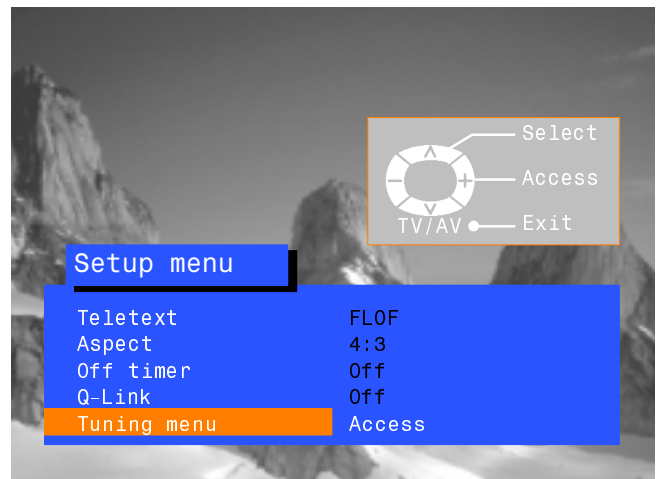 Select
Access
TV/AV Exit
Setup menu
Teletext FLOF
Aspect 4:3
Off timer Off
Q-Link Off
Tuning menu Access